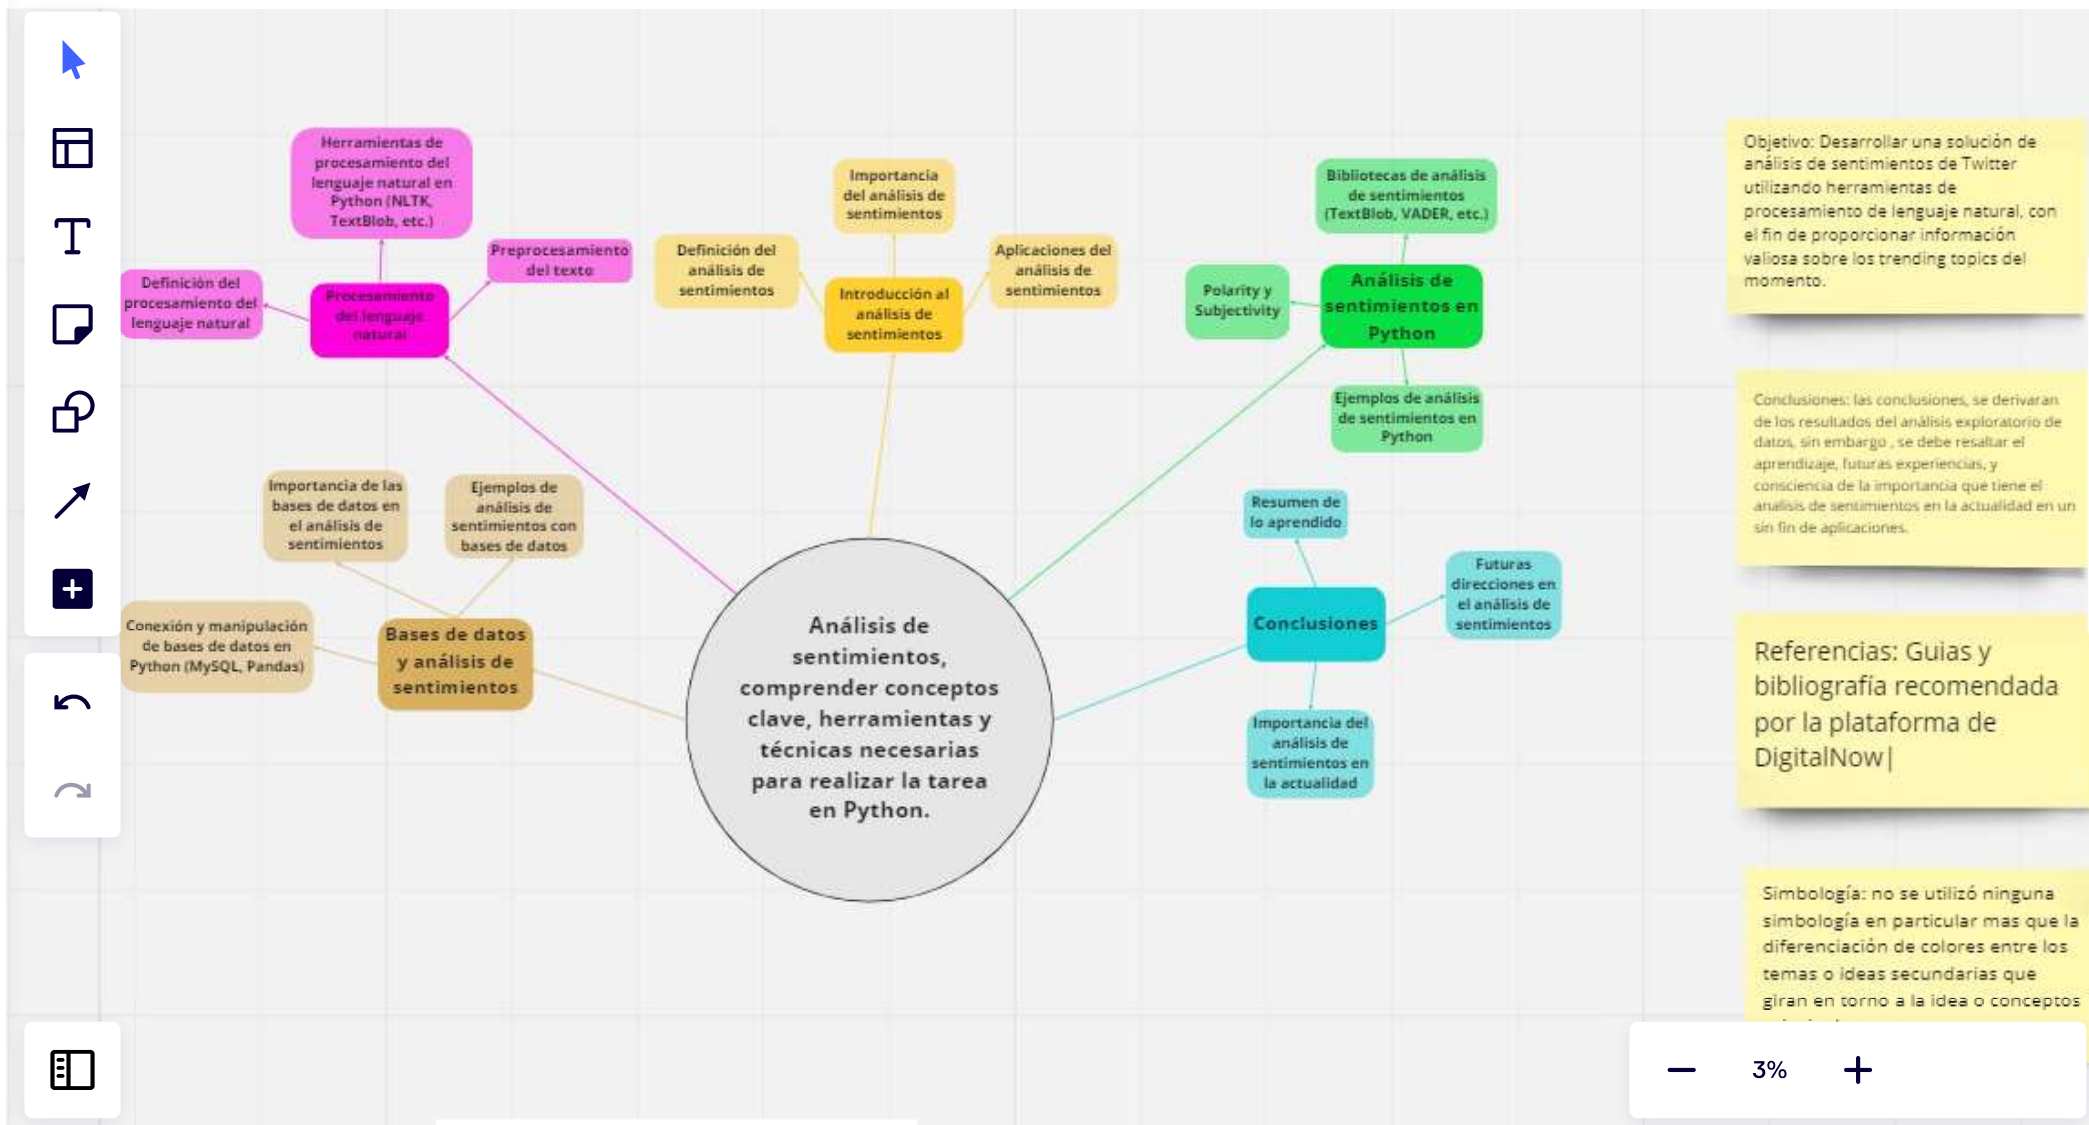 Herramientas de
procesamiento del
lenguaje natural en
Python (NLTK,
TextBlob, etc.)
Preprocesamiento
del texto
Definición del
procesamiento del
lenguaje natural
Procesamiento
del lenguaje
natural
Importancia
del análisis de
sentimientos
Definición del
análisis de
sentimientos
Aplicaciones del
análisis de
sentimientos
Introducción al
análisis de
sentimientos
Bibliotecas de análisis
de sentimientos
(TextBlob, VADER, etc.)
Polarity y
Subjectivity
Análisis de
sentimientos en
Python
Ejemplos de análisis
de sentimientos en
Python
Importancia de las
bases de datos en
el análisis de
sentimientos
Ejemplos de
análisis de
sentimientos con
bases de datos
Conexión y manipulación
de bases de datos en
Python (MySQL, Pandas)
Bases de datos
y análisis de
sentimientos
Análisis de
sentimientos,
comprender conceptos
clave, herramientas y
técnicas necesarias
para realizar la tarea
en Python.
Resumen de
lo aprendido
Futuras
direcciones en
el análisis de
sentimientos
Conclusiones
Importancia del
análisis de
sentimientos en
la actualidad
Objetivo: Desarrollar una solución de
análisis de sentimientos de Twitter
utilizando herramientas de
procesamiento de lenguaje natural, con
el fin de proporcionar información
valiosa sobre los trending topics del
momento.
Conclusiones: las conclusiones, se derivaran
de los resultados del análisis exploratorio de
datos, sin embargo , se debe resaltar el
aprendizaje, futuras experiencias, y
consciencia de la importancia que tiene el
analisis de sentimientos en la actualidad en un
sin fin de aplicaciones.
Referencias: Guias y
bibliografía recomendada
por la plataforma de
DigitalNow
Simbología: no se utilizó ninguna
simbología en particular mas que la
diferenciación de colores entre los
temas o ideas secundarias que
giran en torno a la idea o conceptos
3%